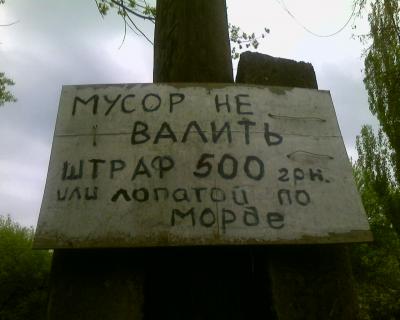 МУСОР НЕ
ВАЛИТЬ
ШТРАФ 500 грн.
или лопатой по
морде